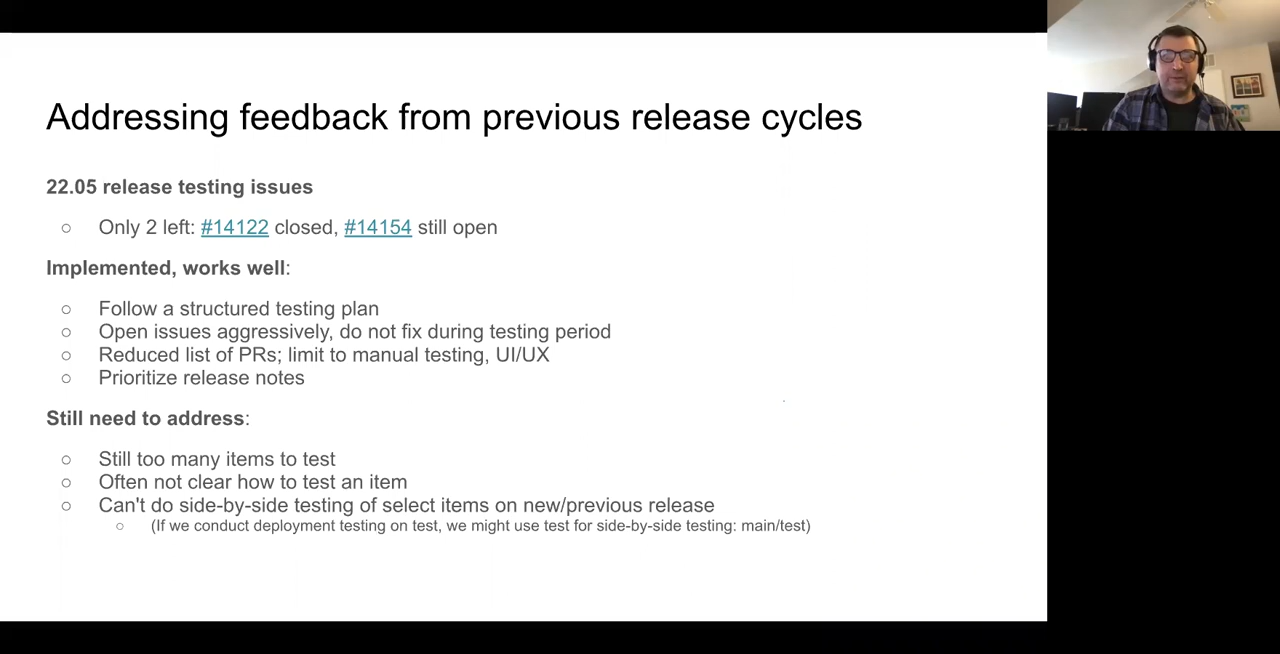 Addressing feedback from previous release cycles
22.05 release testing issues
○ Only 2 left: #14122 closed, #14154 still open
Implemented, works well:
○ Follow a structured testing plan
○ Open issues aggressively, do not fix during testing period
○ Reduced list of PRs; limit to manual testing, UI/UX
○ Prioritize release notes
Still need to address:
○ Still too many items to test
○ Often not clear how to test an item
○ Can't do side-by-side testing of select items on new/previous release
○ (If we conduct deployment testing on test, we might use test for side-by-side testing: main/test)